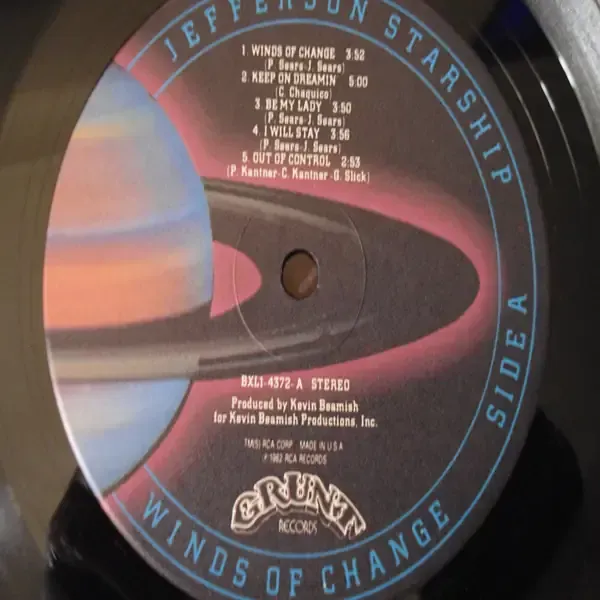 JEFFERSON STARSHIP
1. WINDS OF CHANGE 3:52
(P. Sears-J. Sears)
2. KEEP ON DREAMIN' 5:00
(C. Chaquico)
3. BE MY LADY 3:50
(P. Sears-J. Sears)
4. I WILL STAY 3:56
(P. Sears-J. Sears)
5. OUT OF CONTROL 2:53
(P. Kantner-C. Kantner-G. Slick)
SIDE A
BXL1-4372-A STEREO
Produced by Kevin Beamish
for Kevin Beamish Productions, Inc.
TM(S) RCA CORP. · MADE IN U.S.A.
℗ 1982 RCA RECORDS
GRUNT
RECORDS
WINDS OF CHANGE